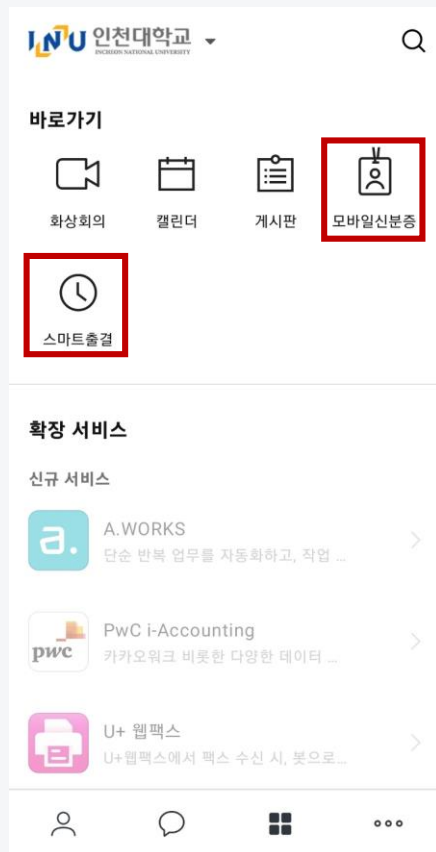 INU 인천대학교
INCHEON NATIONAL UNIVERSITY
바로가기
화상회의 캘린더 게시판 모바일신분증
스마트출결
확장 서비스
신규 서비스
a.
A.WORKS
단순 반복 업무를 자동화하고, 작업 ...
pwc
PwC i-Accounting
카카오워크 비롯한 다양한 데이터 ...
U+ 웹팩스
U+웹팩스에서 팩스 수신 시, 봇으로...